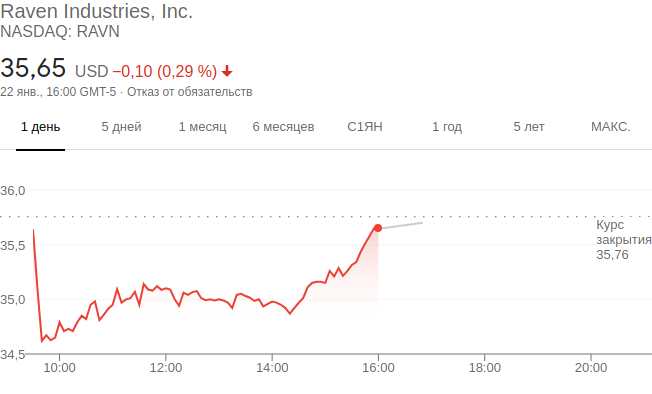 Raven Industries, Inc.
NASDAQ: RAVN
35,65 USD −0,10 (0,29 %)
22 янв., 16:00 GMT-5 · Отказ от обязательств
1 день 5 дней 1 месяц 6 месяцев С1ЯН 1 год 5 лет МАКС.
36,0
Курс
закрытия
35,76
35,5
35,0
34,5
10:00 12:00 14:00 16:00 18:00 20:00